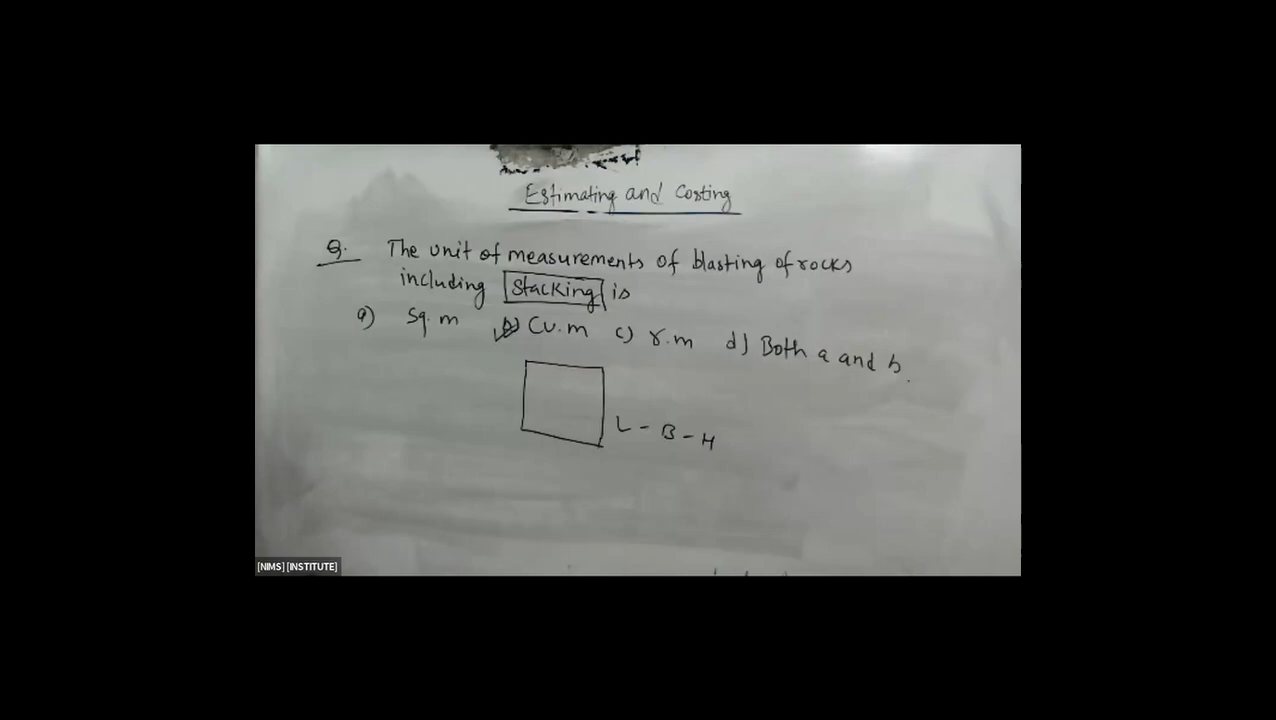 Estimating and Costing
Q. The unit of measurements of blasting of rocks
including Stacking is
a) Sq. m b) Cu. m c) r.m d) Both a and b.
L - B - H
[NIMS] [INSTITUTE]